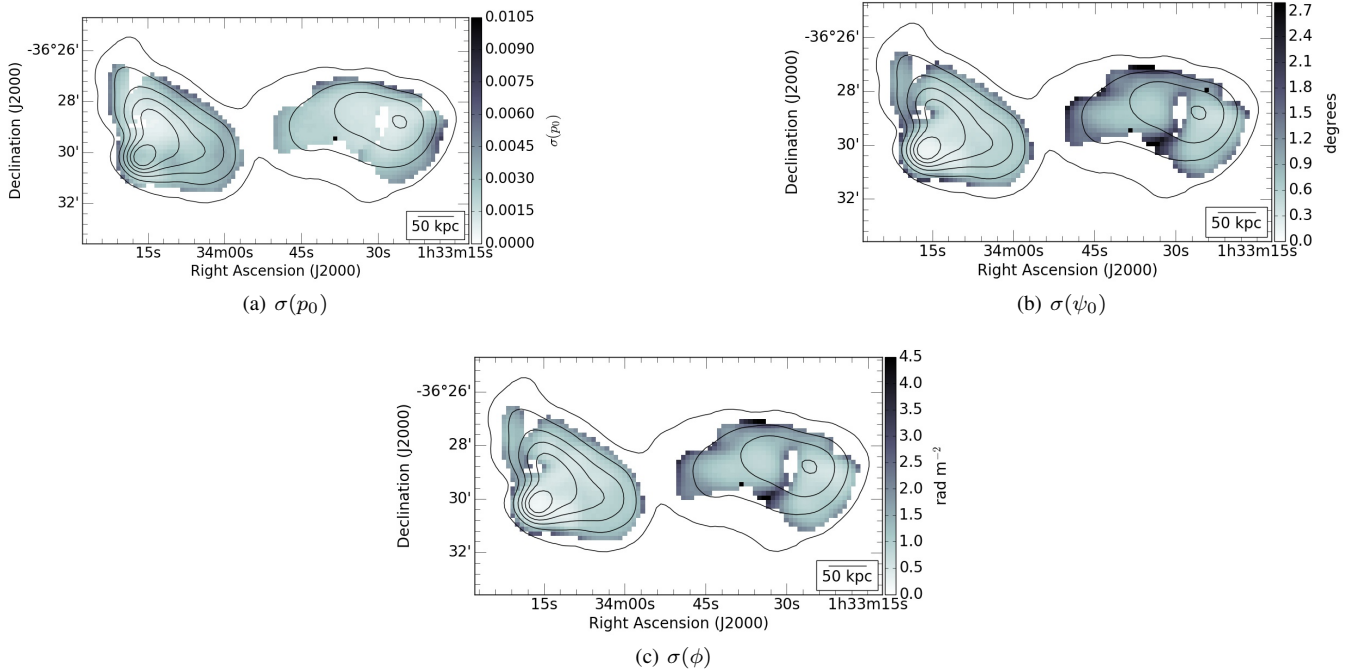 0.0105
0.0090
0.0075
0.0060
0.0045
0.0030
0.0015
0.0000
σ(p₀)
-36°26'
28'
30'
32'
Declination (J2000)
50 kpc
15s 34m00s 45s 30s 1h33m15s
Right Ascension (J2000)
(a) σ(p₀)
2.7
2.4
2.1
1.8
1.5
1.2
0.9
0.6
0.3
0.0
degrees
-36°26'
28'
30'
32'
Declination (J2000)
50 kpc
15s 34m00s 45s 30s 1h33m15s
Right Ascension (J2000)
(b) σ(ψ₀)
4.5
4.0
3.5
3.0
2.5
2.0
1.5
1.0
0.5
0.0
rad m⁻²
-36°26'
28'
30'
32'
Declination (J2000)
50 kpc
15s 34m00s 45s 30s 1h33m15s
Right Ascension (J2000)
(c) σ(ϕ)